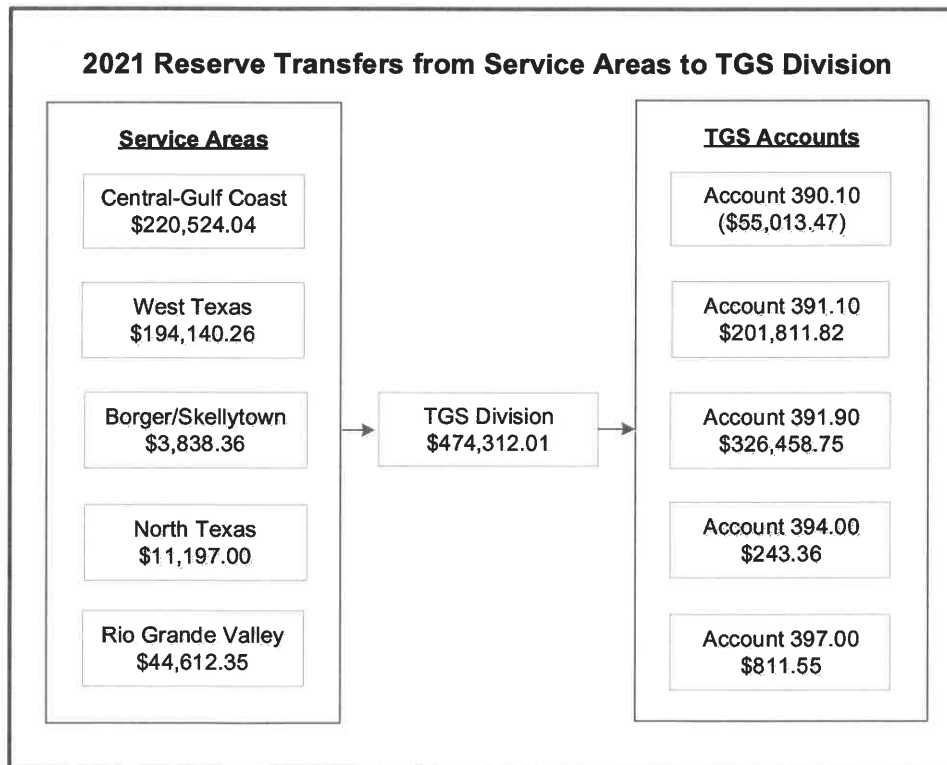 2021 Reserve Transfers from Service Areas to TGS Division
Service Areas
Central-Gulf Coast
$220,524.04
West Texas
$194,140.26
Borger/Skellytown
$3,838.36
North Texas
$11,197.00
Rio Grande Valley
$44,612.35
TGS Division
$474,312.01
TGS Accounts
Account 390.10
($55,013.47)
Account 391.10
$201,811.82
Account 391.90
$326,458.75
Account 394.00
$243.36
Account 397.00
$811.55